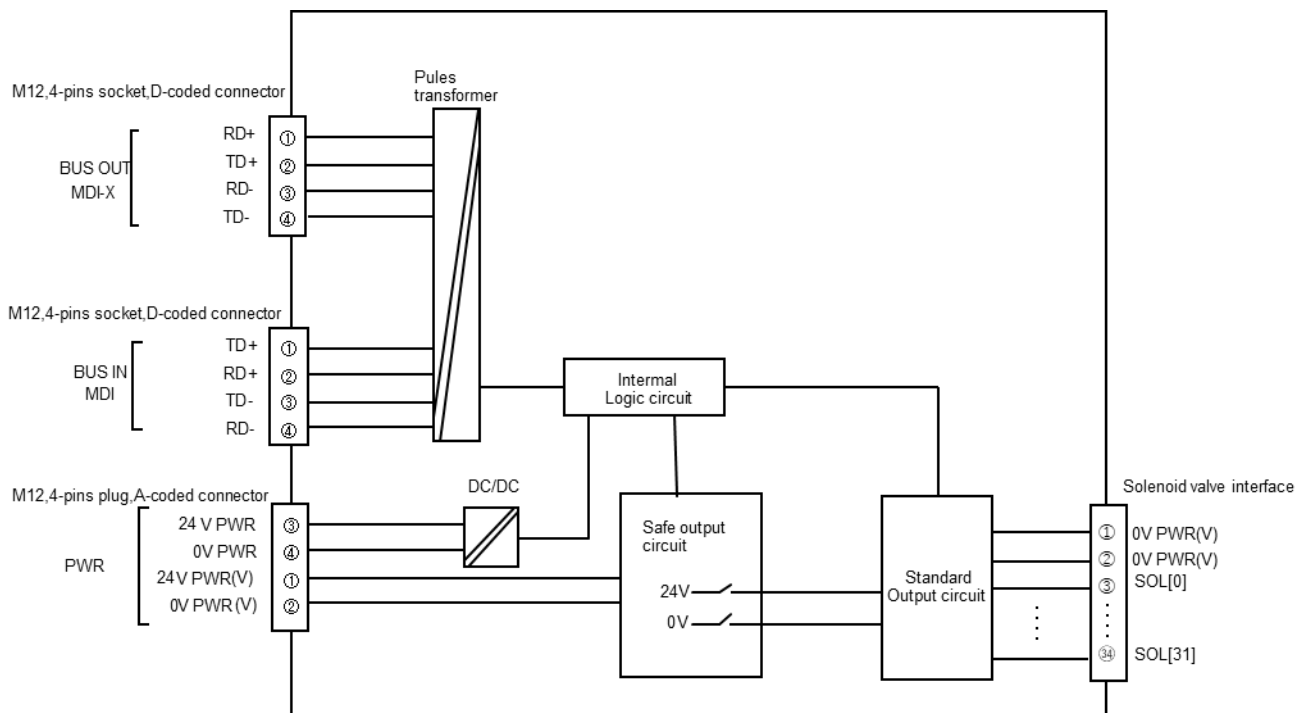 Pules
transformer
M12,4-pins socket,D-coded connector
BUS OUT
MDI-X
RD+ ①
TD+ ②
RD- ③
TD- ④
M12,4-pins socket,D-coded connector
BUS IN
MDI
TD+ ①
RD+ ②
TD- ③
RD- ④
Intermal
Logic circuit
M12,4-pins plug,A-coded connector
PWR
24 V PWR ③
0V PWR ④
24V PWR(V) ①
0V PWR (V) ②
DC/DC
Safe output
circuit
24V
0V
Standard
Output circuit
Solenoid valve interface
① 0V PWR(V)
② 0V PWR(V)
③ SOL[0]
㉞ SOL[31]